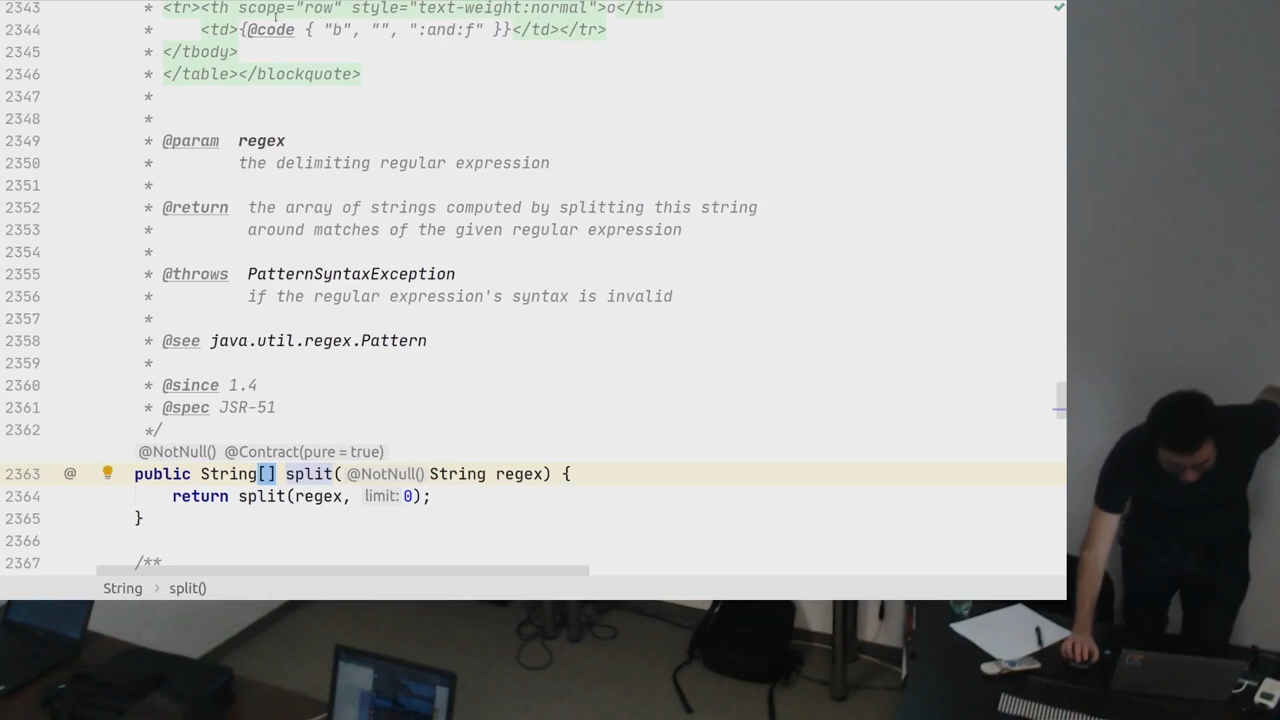 2343 * <tr><th scope="row" style="text-weight:normal">o</th>
2344 * <td>{@code { "b", "", ":and:f" }}</td></tr>
2345 * </tbody>
2346 * </table></blockquote>
2347 *
2348 *
2349 * @param regex
2350 * the delimiting regular expression
2351 *
2352 * @return the array of strings computed by splitting this string
2353 * around matches of the given regular expression
2354 *
2355 * @throws PatternSyntaxException
2356 * if the regular expression's syntax is invalid
2357 *
2358 * @see java.util.regex.Pattern
2359 *
2360 * @since 1.4
2361 * @spec JSR-51
2362 */
@NotNull() @Contract(pure = true)
2363 @ public String[] split( @NotNull() String regex) {
2364 return split(regex, limit: 0);
2365 }
2366
2367 /**
String › split()